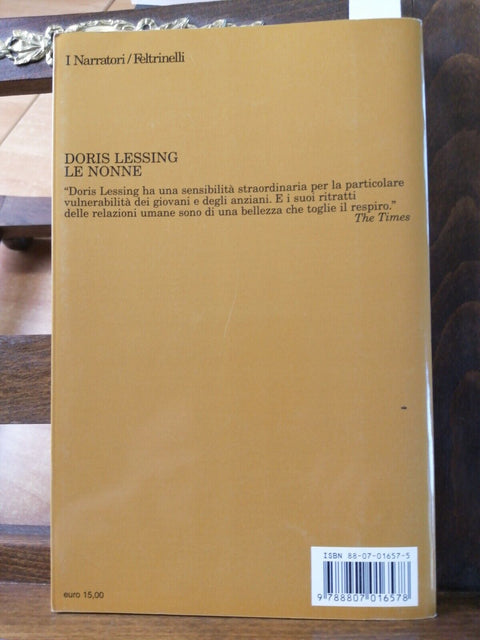 I Narratori/Feltrinelli
DORIS LESSING
LE NONNE
“Doris Lessing ha una sensibilità straordinaria per la particolare
vulnerabilità dei giovani e degli anziani. E i suoi ritratti
delle relazioni umane sono di una bellezza che toglie il respiro.”
The Times
ISBN 88-07-01657-5
9 788807 016578
euro 15,00